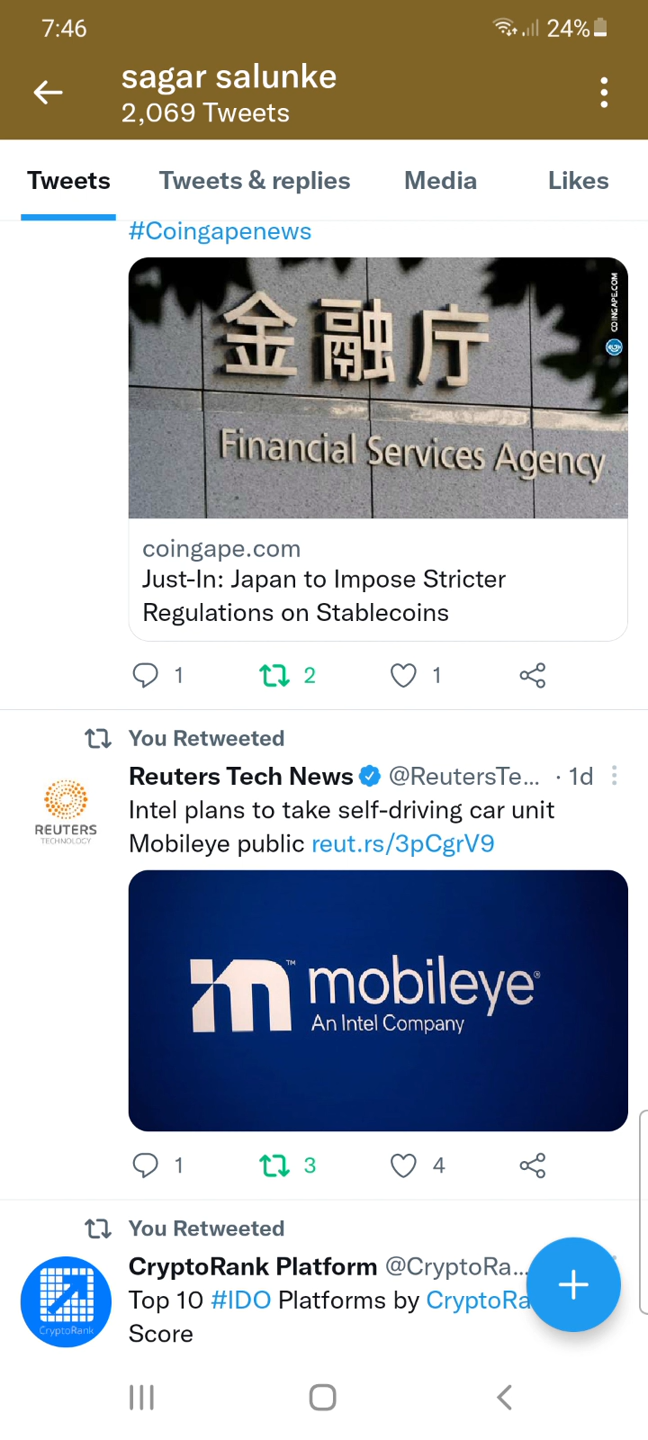 7:46
24%
sagar salunke
2,069 Tweets
Tweets
Tweets & replies
Media
Likes
#Coingapenews
COINGAPE.COM
金融庁
Financial Services Agency
coingape.com
Just-In: Japan to Impose Stricter
Regulations on Stablecoins
1
2
1
You Retweeted
Reuters Tech News @ReutersTe... · 1d
REUTERS
TECHNOLOGY
Intel plans to take self-driving car unit
Mobileye public reut.rs/3pCgrV9
m™ mobileye®
An Intel Company
1
3
4
You Retweeted
CryptoRank Platform @CryptoRa...
CryptoRank
Top 10 #IDO Platforms by CryptoRa
Score